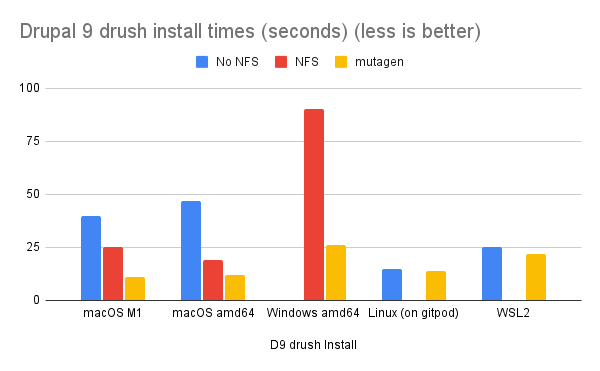 Drupal 9 drush install times (seconds) (less is better)
No NFS NFS mutagen
100
75
50
25
0
macOS M1 macOS amd64 Windows amd64 Linux (on gitpod) WSL2
D9 drush Install